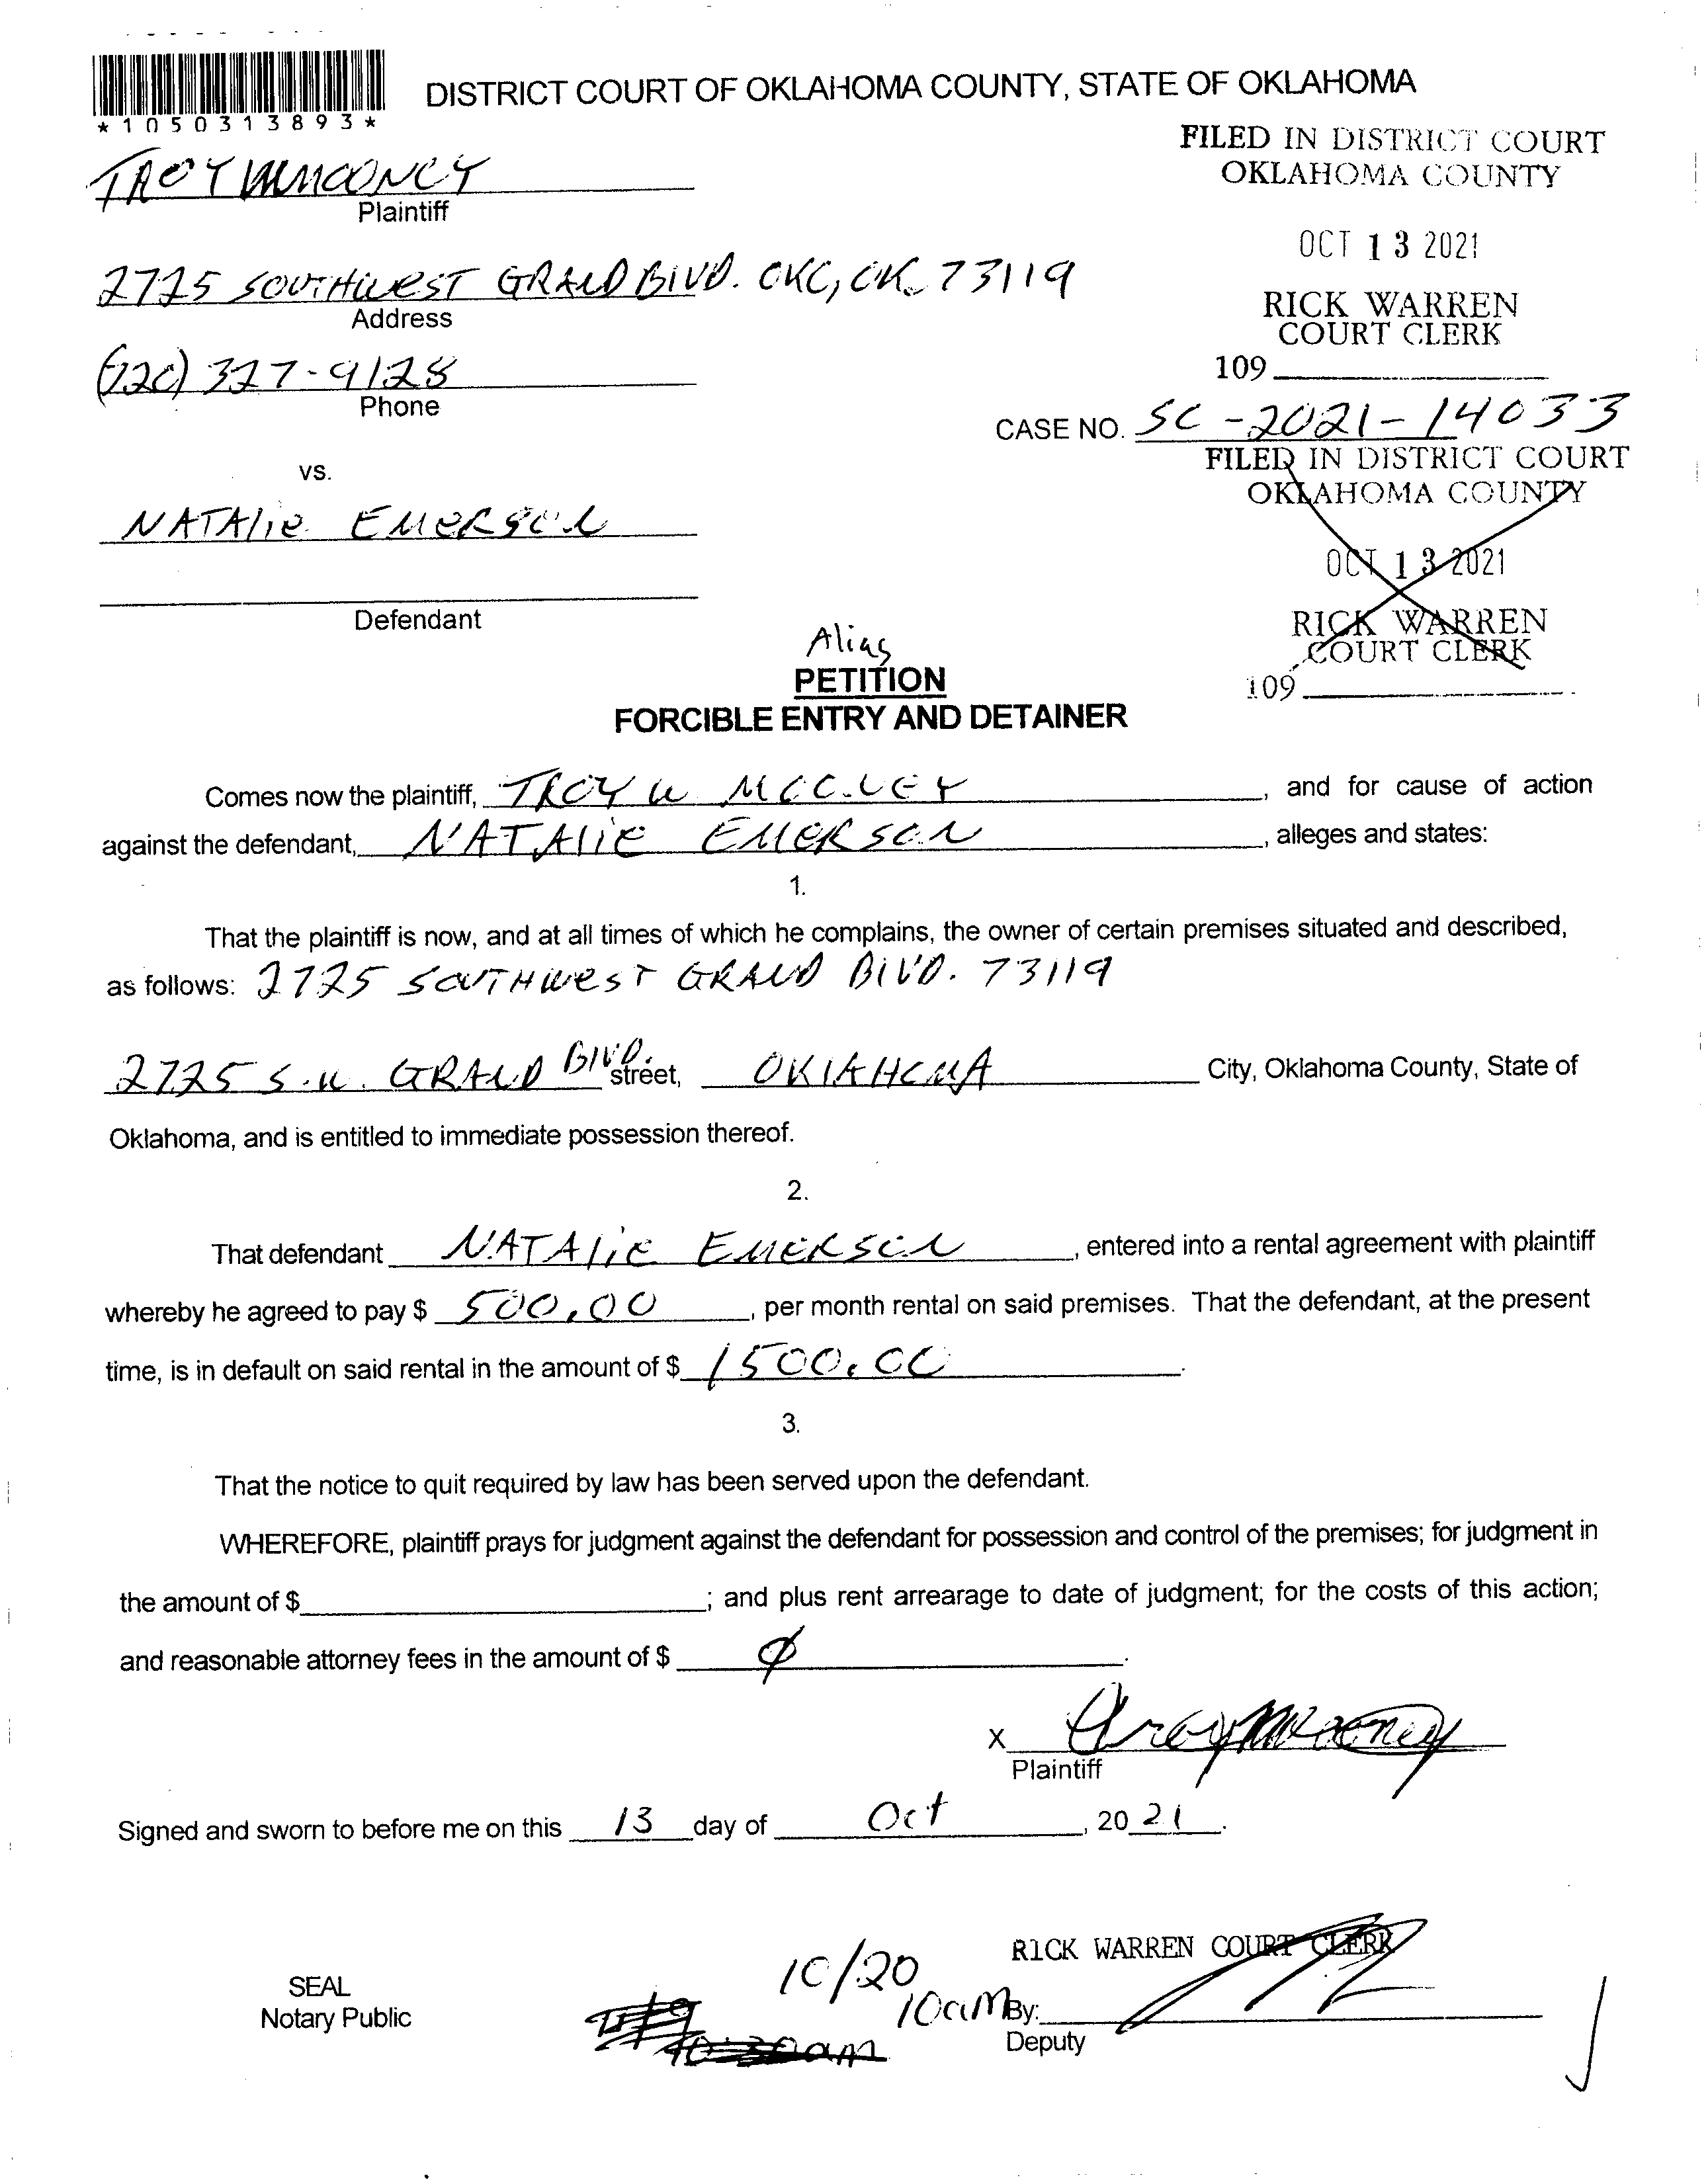 *1050313893*
DISTRICT COURT OF OKLAHOMA COUNTY, STATE OF OKLAHOMA
FILED IN DISTRICT COURT
OKLAHOMA COUNTY
OCT 13 2021
RICK WARREN
COURT CLERK
109
TROY W MOONEY
Plaintiff
2725 SOUTHWEST GRAND BLVD. OKC, OK. 73119
Address
(720) 327-9128
Phone
CASE NO. SC-2021-14033
vs.
FILED IN DISTRICT COURT
OKLAHOMA COUNTY
OCT 13 2021
RICK WARREN
COURT CLERK
109
NATALIE EMERSON
Defendant
Alias
PETITION
FORCIBLE ENTRY AND DETAINER
Comes now the plaintiff, TROY W MOONEY, and for cause of action
against the defendant, NATALIE EMERSON, alleges and states:
1.
That the plaintiff is now, and at all times of which he complains, the owner of certain premises situated and described,
as follows: 2725 SOUTHWEST GRAND BLVD. 73119
2725 S.W. GRAND BLVD. street, OKLAHOMA City, Oklahoma County, State of
Oklahoma, and is entitled to immediate possession thereof.
2.
That defendant NATALIE EMERSON, entered into a rental agreement with plaintiff
whereby he agreed to pay $ 500.00, per month rental on said premises. That the defendant, at the present
time, is in default on said rental in the amount of $ 1500.00.
3.
That the notice to quit required by law has been served upon the defendant.
WHEREFORE, plaintiff prays for judgment against the defendant for possession and control of the premises; for judgment in
the amount of $; and plus rent arrearage to date of judgment; for the costs of this action;
and reasonable attorney fees in the amount of $ Ø.
X Troy Mooney
Plaintiff
Signed and sworn to before me on this 13 day of Oct, 2021.
RICK WARREN COURT CLERK
SEAL
Notary Public
10/20
10am
10:30am
By:
Deputy